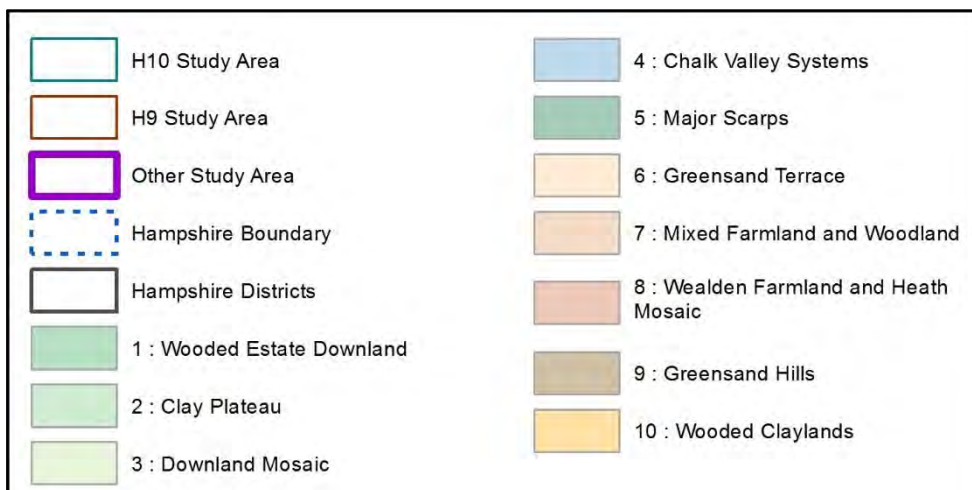 H10 Study Area
H9 Study Area
Other Study Area
Hampshire Boundary
Hampshire Districts
1 : Wooded Estate Downland
2 : Clay Plateau
3 : Downland Mosaic
4 : Chalk Valley Systems
5 : Major Scarps
6 : Greensand Terrace
7 : Mixed Farmland and Woodland
8 : Wealden Farmland and Heath
Mosaic
9 : Greensand Hills
10 : Wooded Claylands